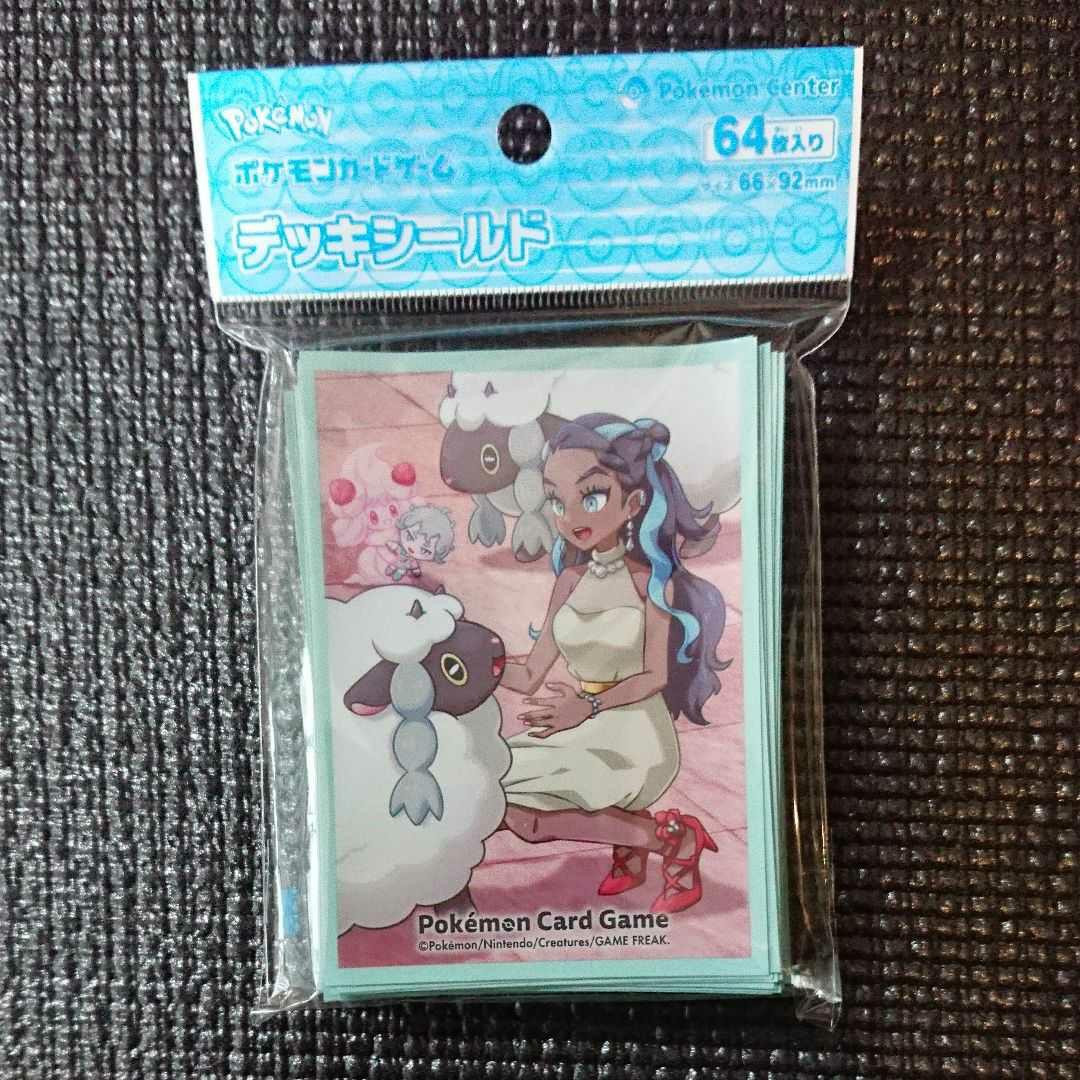 Pokémon Center
POKÉMON
64枚入り
ポケモンカードゲーム
サイズ 66×92mm
デッキシールド
Pokémon Card Game
©Pokémon/Nintendo/Creatures/GAME FREAK.